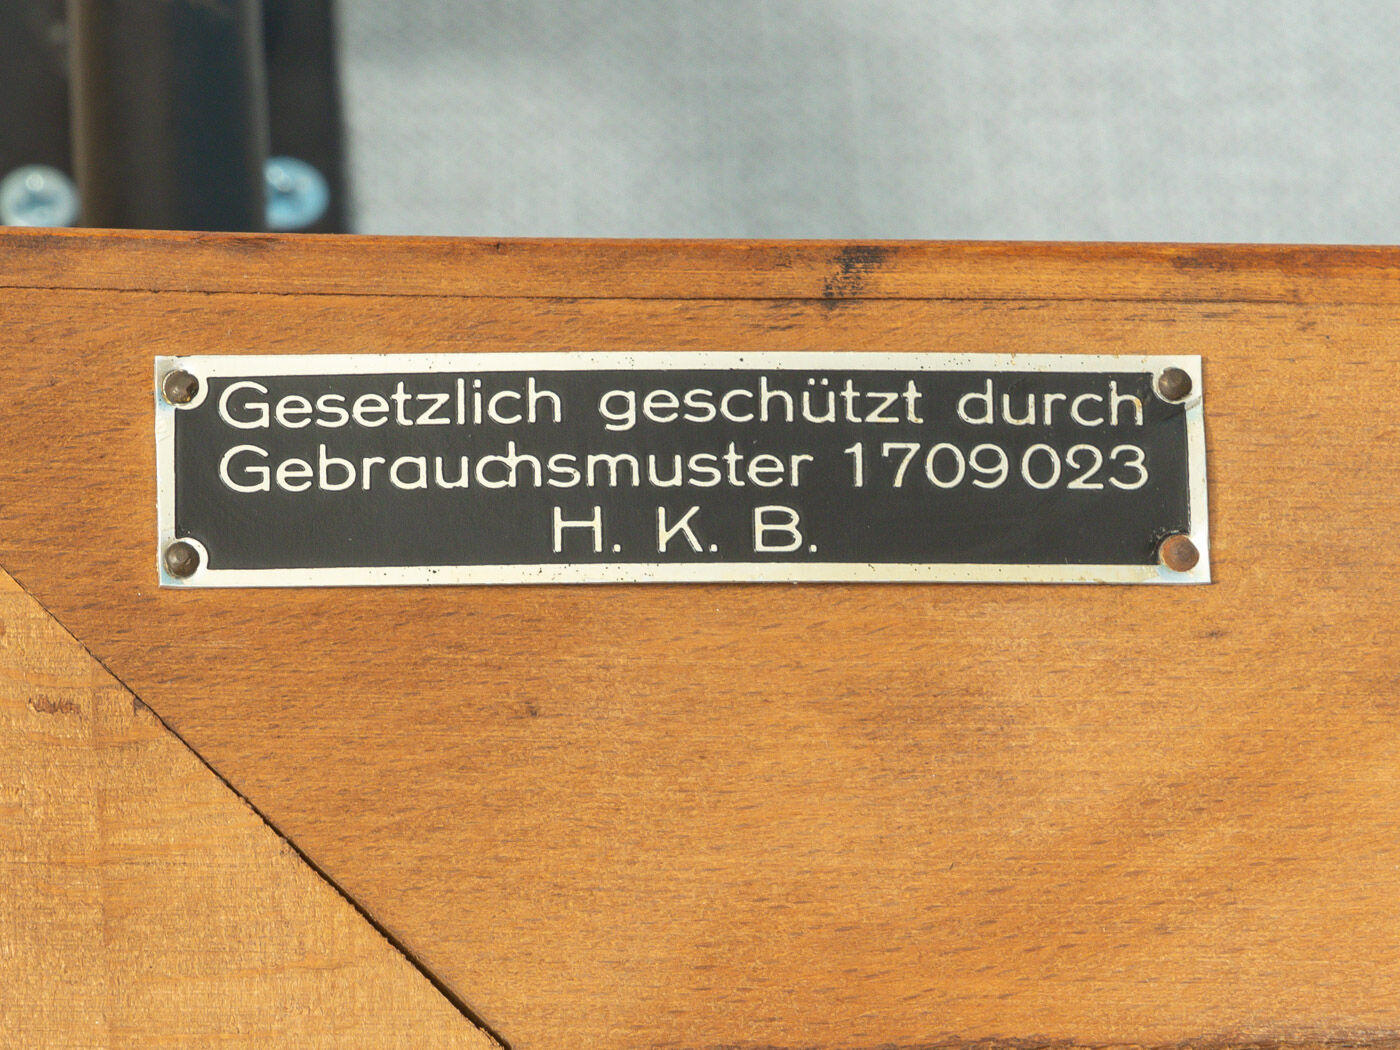 Gesetzlich geschützt durch
Gebrauchsmuster 1709023
H. K. B.